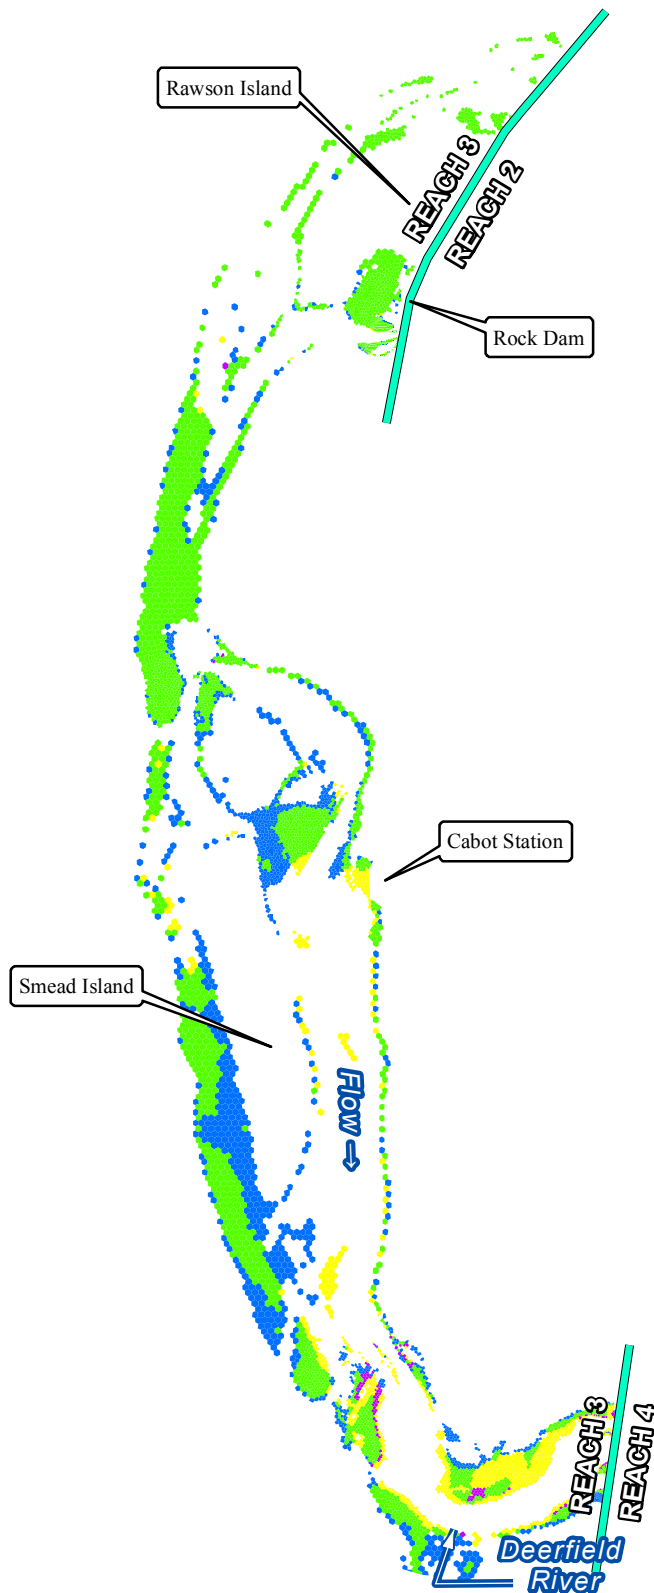 Rawson Island
REACH 3
REACH 2
Rock Dam
Cabot Station
Smead Island
Flow →
REACH 3
REACH 4
Deerfield
River